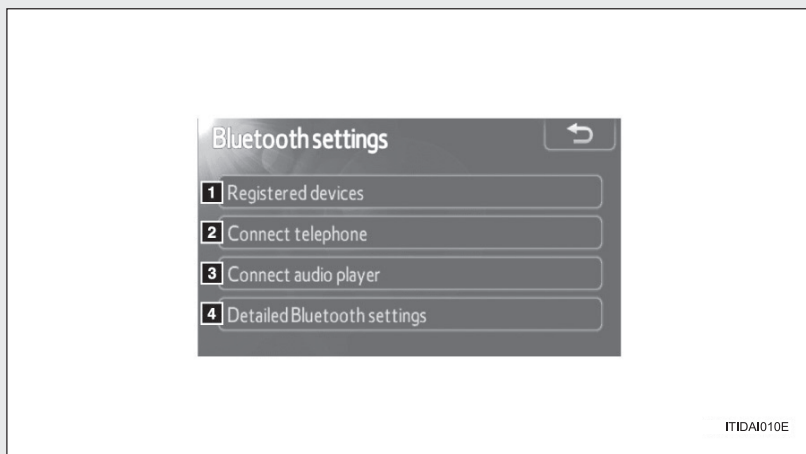 Bluetooth settings
1 Registered devices
2 Connect telephone
3 Connect audio player
4 Detailed Bluetooth settings
ITIDAI010E